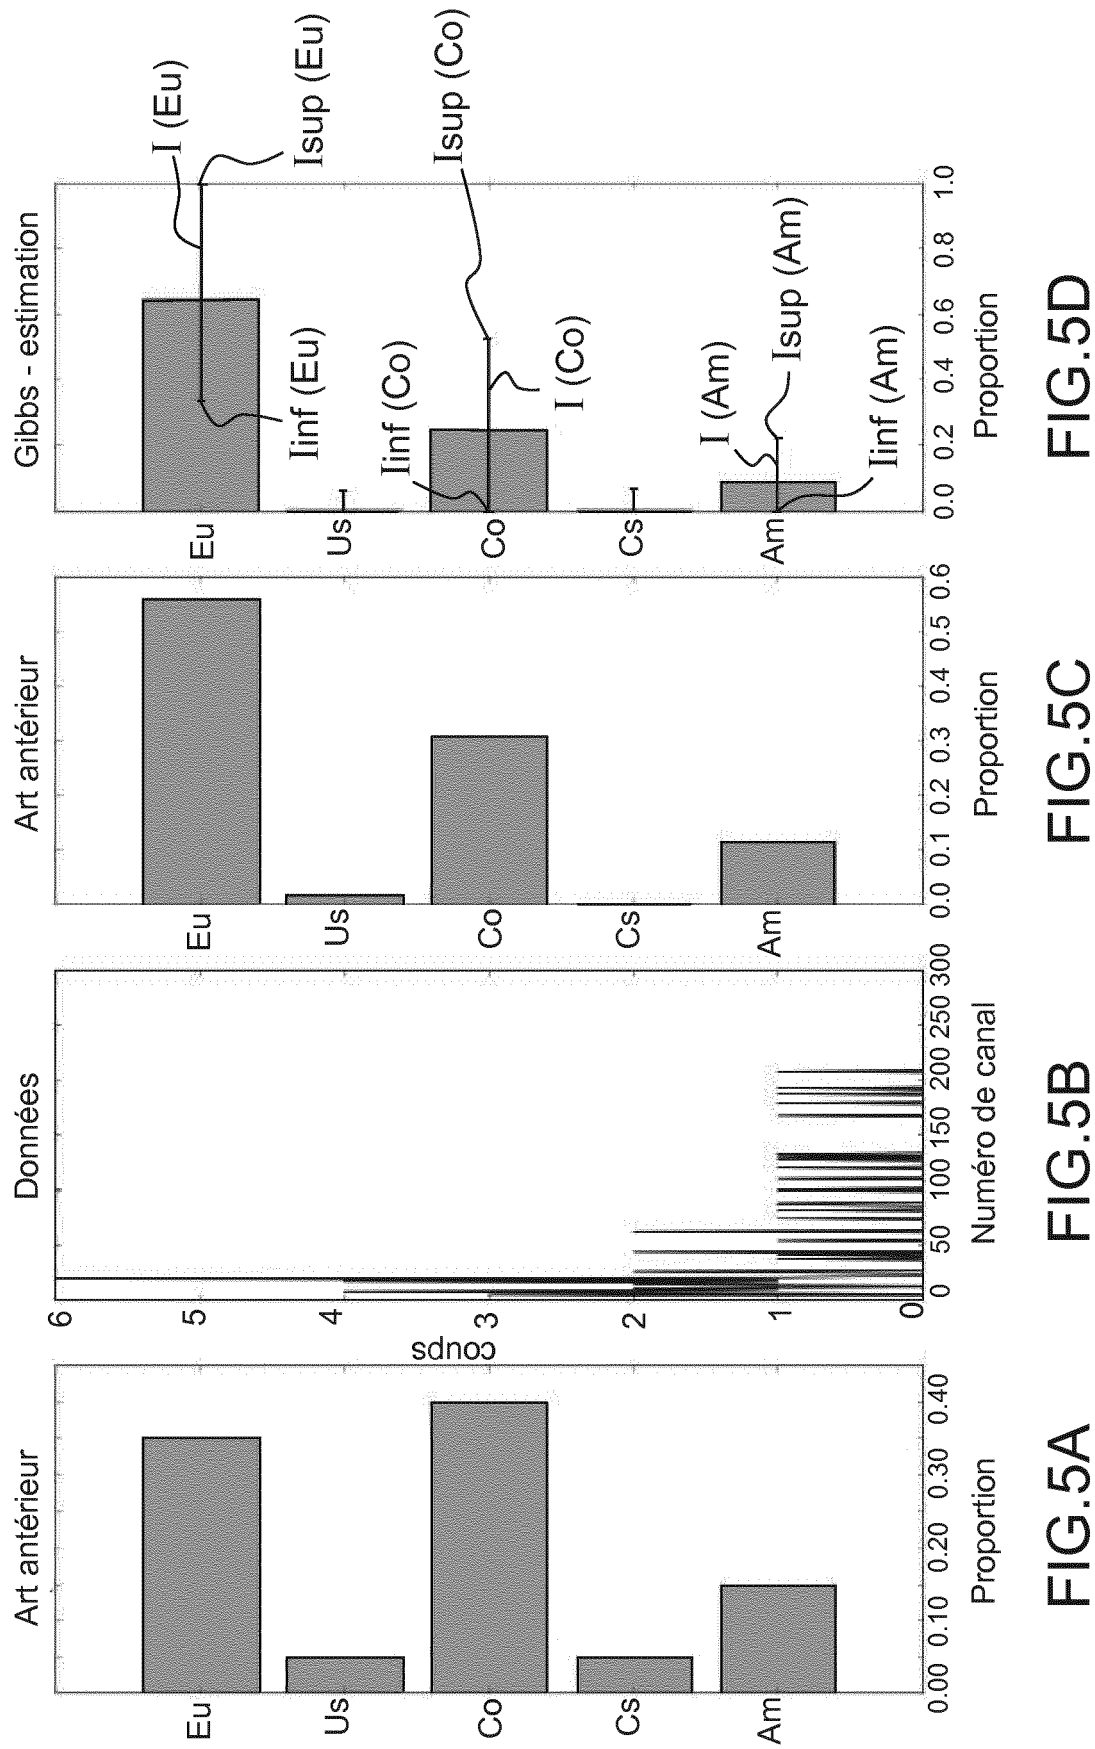 Art antérieur
Eu
Us
Co
Cs
Am
0.00 0.10 0.20 0.30 0.40
Proportion
FIG.5A
Données
6
5
4
3
2
1
0
coups
0 50 100 150 200 250 300
Numéro de canal
FIG.5B
Art antérieur
Eu
Us
Co
Cs
Am
0.0 0.1 0.2 0.3 0.4 0.5 0.6
Proportion
FIG.5C
Gibbs - estimation
I (Eu)
Isup (Eu)
Iinf (Eu)
Isup (Co)
Iinf (Co)
I (Co)
I (Am)
Isup (Am)
Iinf (Am)
Eu
Us
Co
Cs
Am
0.0 0.2 0.4 0.6 0.8 1.0
Proportion
FIG.5D